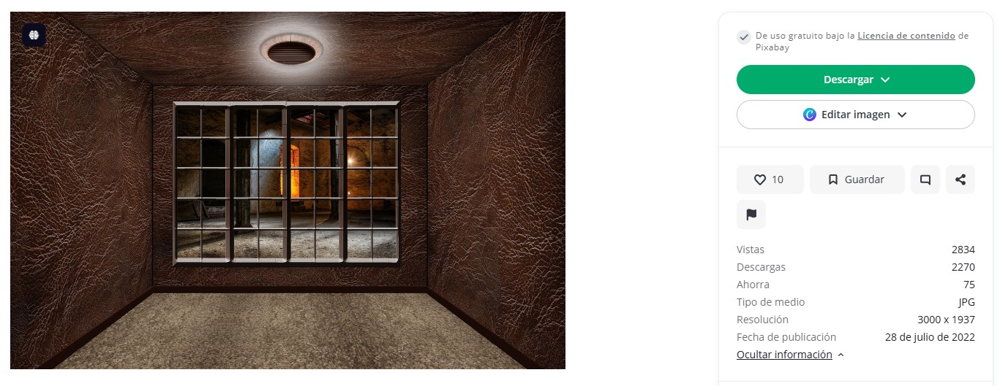 De uso gratuito bajo la Licencia de contenido de
Pixabay
Descargar
Editar imagen
10
Guardar
Vistas 2834
Descargas 2270
Ahorra 75
Tipo de medio JPG
Resolución 3000 x 1937
Fecha de publicación 28 de julio de 2022
Ocultar información